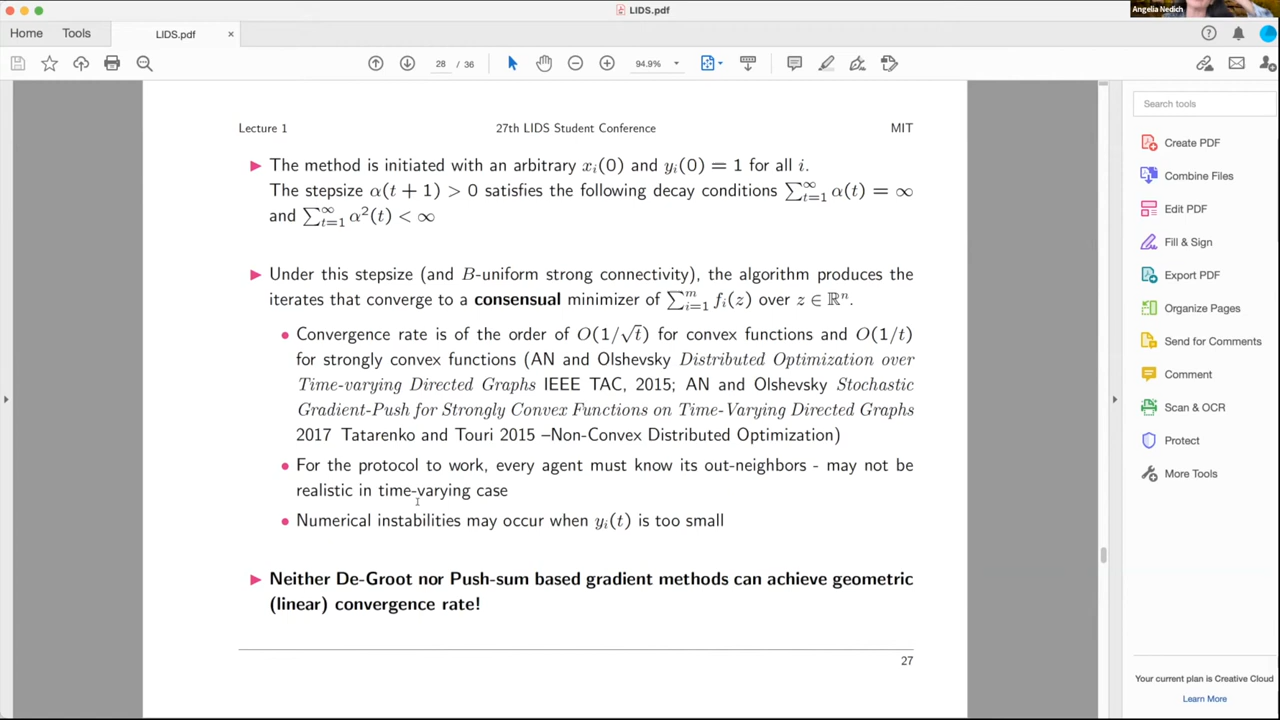 LIDS.pdf
Angelia Nedich
Home
Tools
LIDS.pdf
×
28 / 36
94.9%
Lecture 1
27th LIDS Student Conference
MIT
The method is initiated with an arbitrary x_i(0) and y_i(0) = 1 for all i.
The stepsize α(t + 1) > 0 satisfies the following decay conditions ∑_{t=1}^∞ α(t) = ∞
and ∑_{t=1}^∞ α²(t) < ∞
Under this stepsize (and B-uniform strong connectivity), the algorithm produces the
iterates that converge to a consensual minimizer of ∑_{i=1}^m f_i(z) over z ∈ ℝⁿ.
• Convergence rate is of the order of O(1/√t) for convex functions and O(1/t)
for strongly convex functions (AN and Olshevsky Distributed Optimization over
Time-varying Directed Graphs IEEE TAC, 2015; AN and Olshevsky Stochastic
Gradient-Push for Strongly Convex Functions on Time-Varying Directed Graphs
2017 Tatarenko and Touri 2015 –Non-Convex Distributed Optimization)
• For the protocol to work, every agent must know its out-neighbors - may not be
realistic in time-varying case
• Numerical instabilities may occur when y_i(t) is too small
Neither De-Groot nor Push-sum based gradient methods can achieve geometric
(linear) convergence rate!
27
Search tools
Create PDF
Combine Files
Edit PDF
Fill & Sign
Export PDF
Organize Pages
Send for Comments
Comment
Scan & OCR
Protect
More Tools
Your current plan is Creative Cloud
Learn More